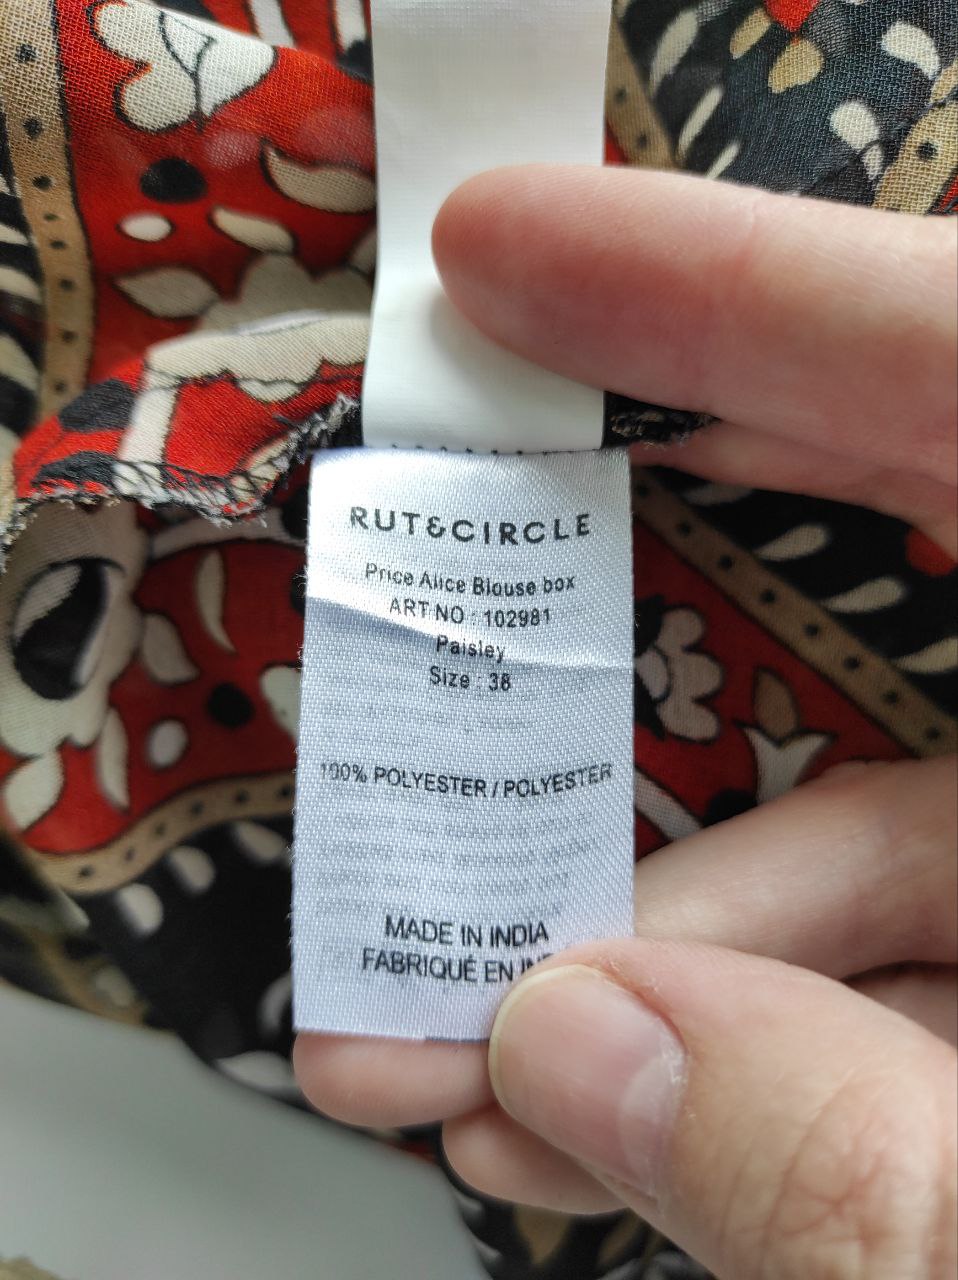 RUT&CIRCLE
Price Alice Blouse box
ART NO : 102981
Paisley
Size : 38
100% POLYESTER / POLYESTER
MADE IN INDIA
FABRIQUÉ EN